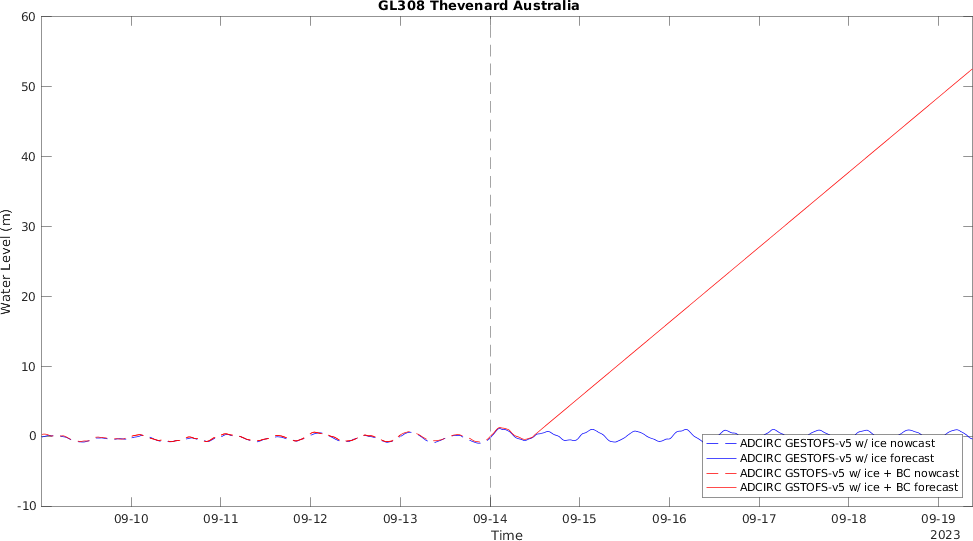 GL308 Thevenard Australia
60
50
40
30
20
10
0
-10
Water Level (m)
ADCIRC GESTOFS-v5 w/ ice nowcast
ADCIRC GESTOFS-v5 w/ ice forecast
ADCIRC GSTOFS-v5 w/ ice + BC nowcast
ADCIRC GSTOFS-v5 w/ ice + BC forecast
09-10 09-11 09-12 09-13 09-14 09-15 09-16 09-17 09-18 09-19
Time 2023